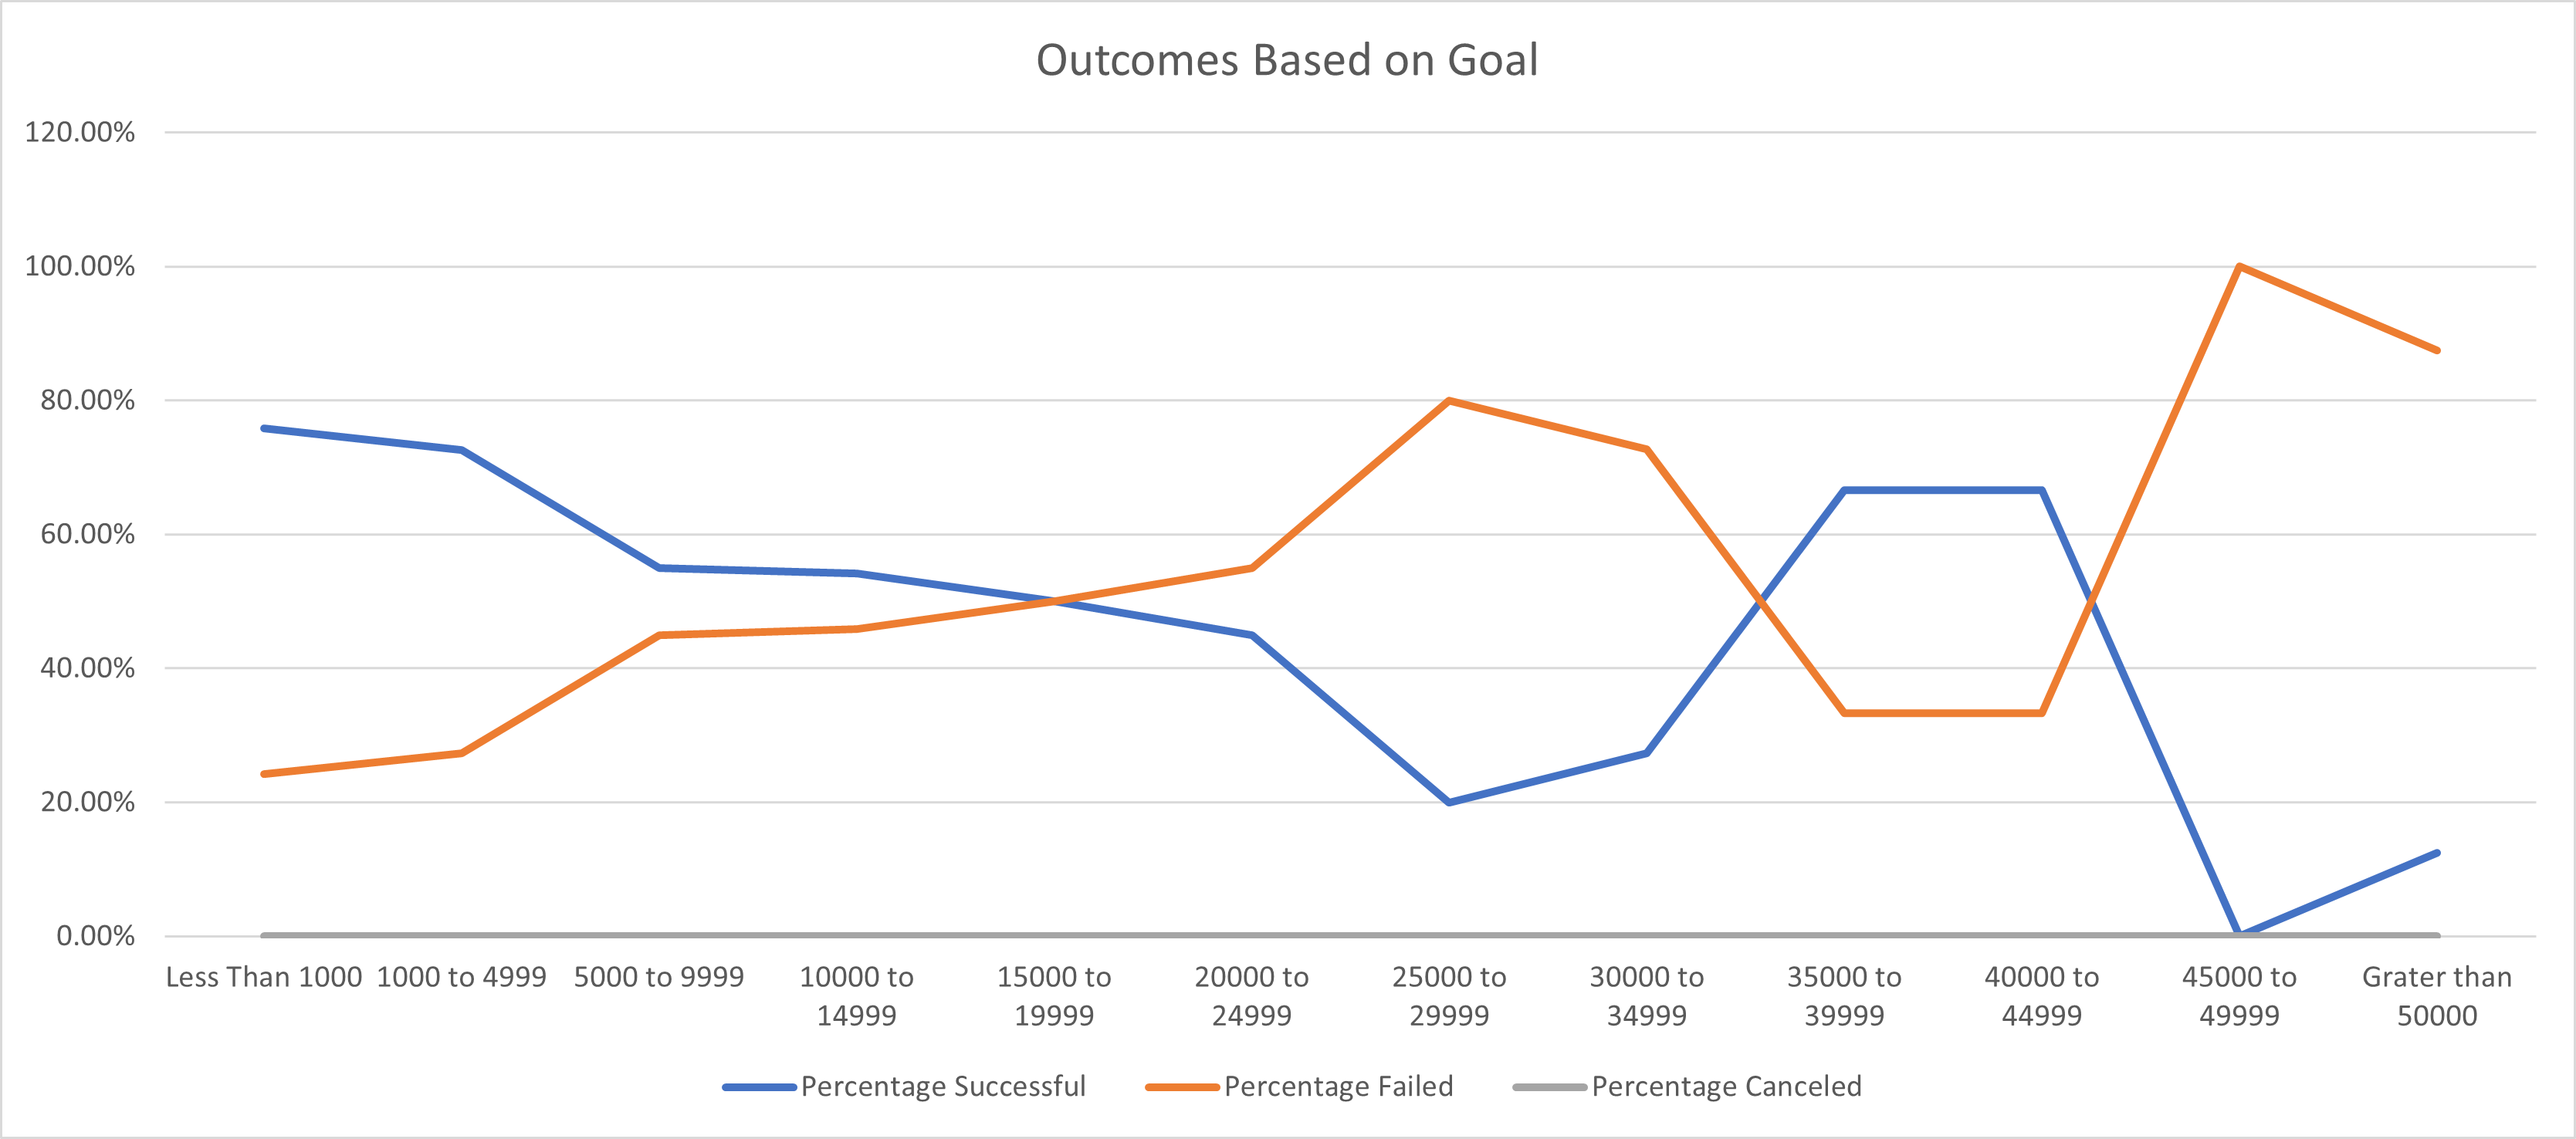 Outcomes Based on Goal
120.00%
100.00%
80.00%
60.00%
40.00%
20.00%
0.00%
Less Than 1000 1000 to 4999 5000 to 9999 10000 to 15000 to 20000 to 25000 to 30000 to 35000 to 40000 to 45000 to Grater than
14999 19999 24999 29999 34999 39999 44999 49999 50000
Percentage Successful Percentage Failed Percentage Canceled